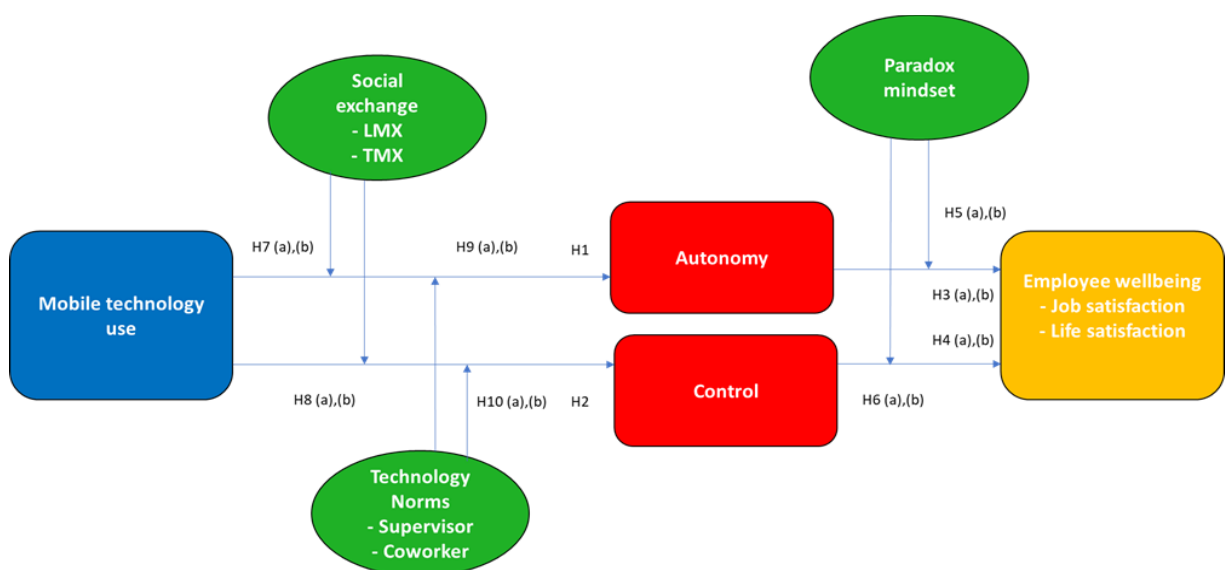 Social
exchange
- LMX
- TMX
Paradox
mindset
H5 (a),(b)
H7 (a),(b)
H9 (a),(b)
H1
Autonomy
Mobile technology
use
Employee wellbeing
- Job satisfaction
- Life satisfaction
H3 (a),(b)
H4 (a),(b)
H8 (a),(b)
H10 (a),(b)
H2
Control
H6 (a),(b)
Technology
Norms
- Supervisor
- Coworker